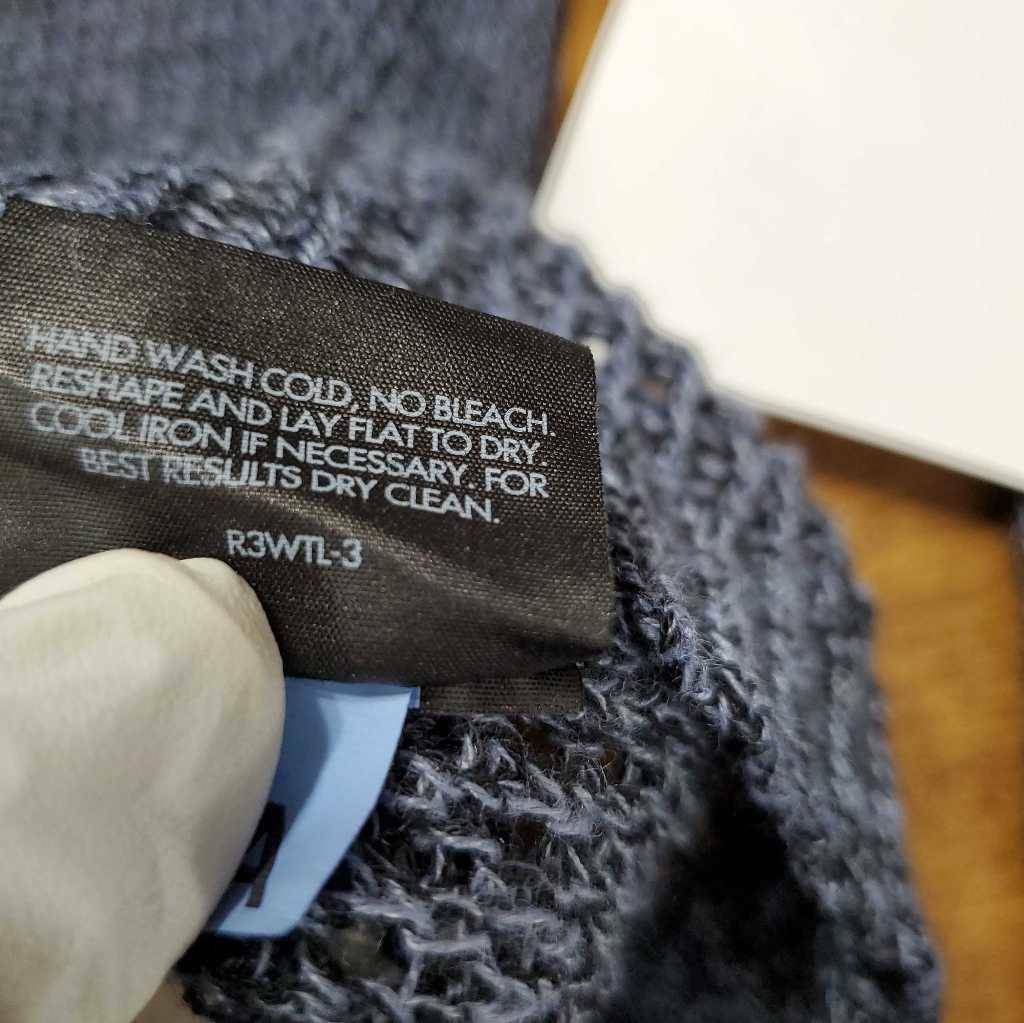 HAND WASH COLD, NO BLEACH.
RESHAPE AND LAY FLAT TO DRY
COOL IRON IF NECESSARY. FOR
BEST RESULTS DRY CLEAN.
R3WTL-3